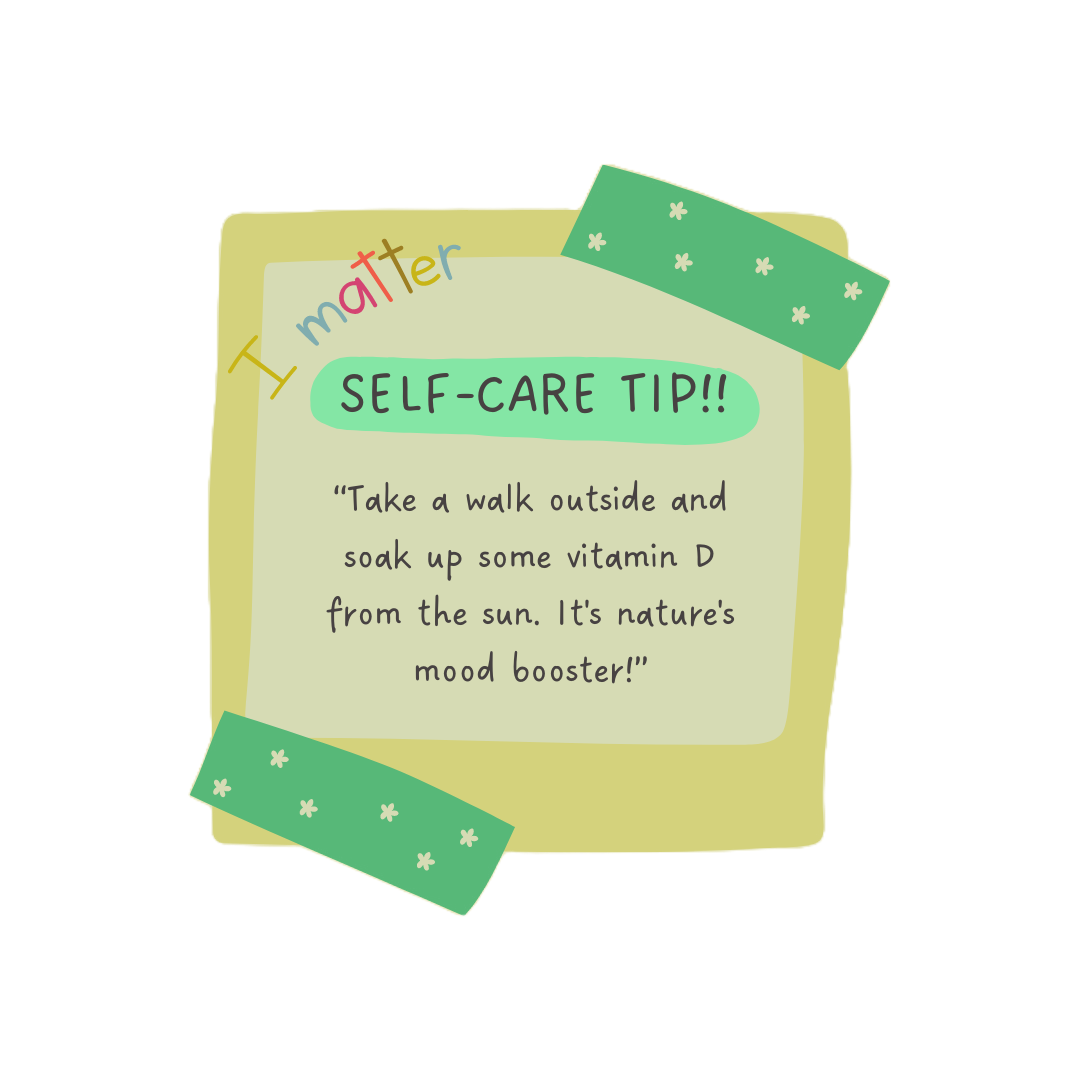 I matter
SELF-CARE TIP!!
“Take a walk outside and
soak up some vitamin D
from the sun. It's nature's
mood booster!”